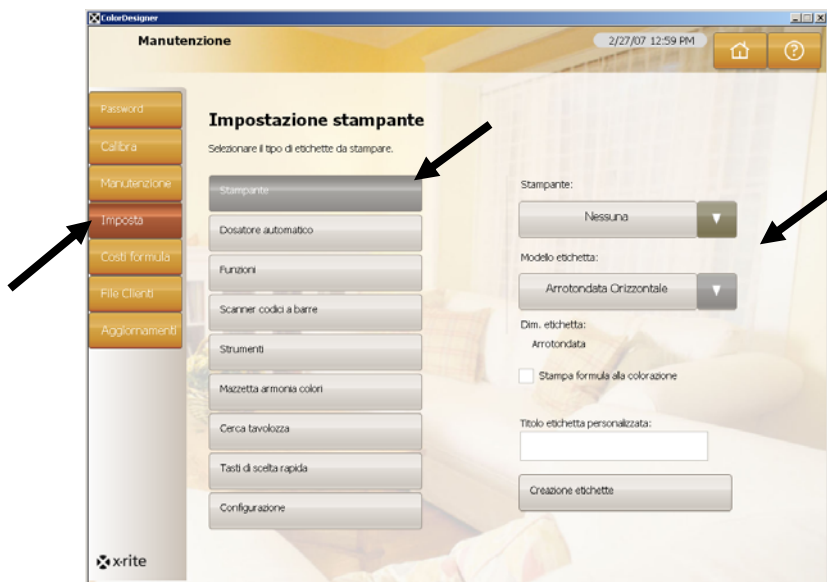 ColorDesigner
Manutenzione
2/27/07 12:59 PM
Password
Calibra
Manutenzione
Imposta
Costi formula
File Clienti
Aggiornamenti
Impostazione stampante
Selezionare il tipo di etichette da stampare.
Stampante
Dosatore automatico
Funzioni
Scanner codici a barre
Strumenti
Mazzetta armonia colori
Cerca tavolozza
Tasti di scelta rapida
Configurazione
Stampante:
Nessuna
Modello etichetta:
Arrotondata Orizzontale
Dim. etichetta:
Arrotondata
Stampa formula alla colorazione
Titolo etichetta personalizzata:
Creazione etichette
x·rite